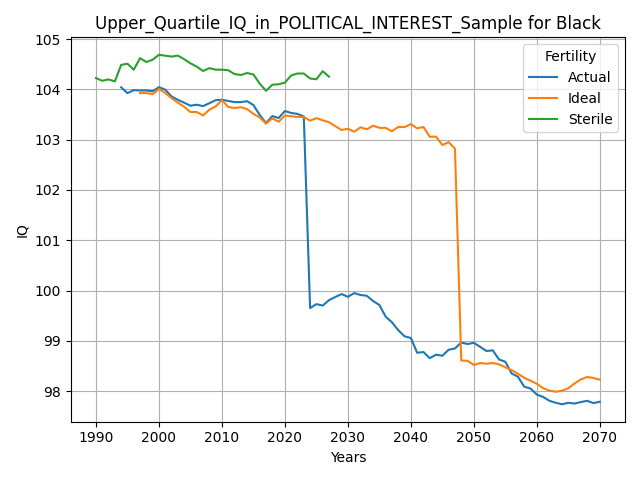 Upper_Quartile_IQ_in_POLITICAL_INTEREST_Sample for Black
Fertility
Actual
Ideal
Sterile
105
104
103
102
101
100
99
98
IQ
1990 2000 2010 2020 2030 2040 2050 2060 2070
Years